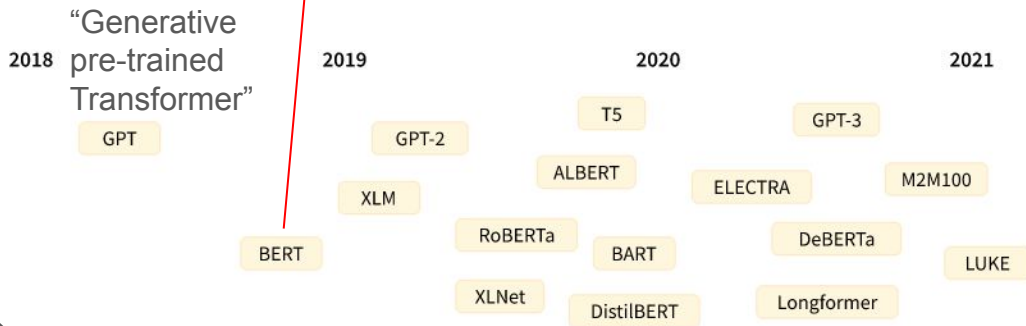 “Generative
pre-trained
Transformer”
2018 2019 2020 2021
T5
GPT GPT-2 GPT-3
ALBERT
XLM ELECTRA M2M100
RoBERTa DeBERTa
BERT BART LUKE
XLNet DistilBERT Longformer